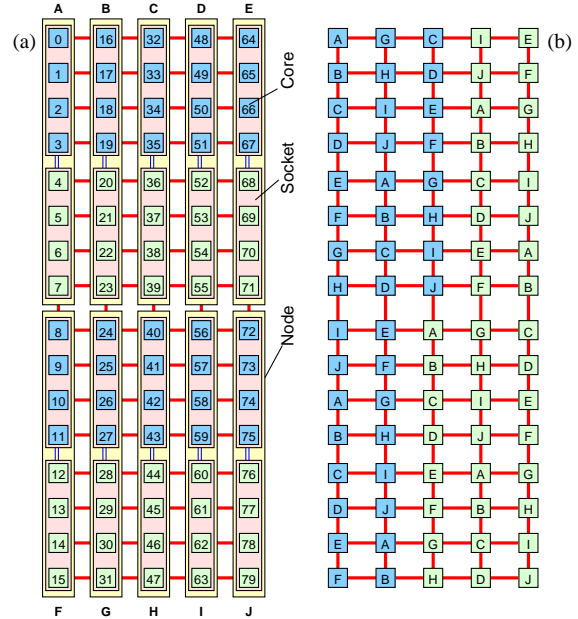 A B C D E
(a) 0 16 32 48 64
1 17 33 49 65
2 18 34 50 66
3 19 35 51 67
4 20 36 52 68
5 21 37 53 69
6 22 38 54 70
7 23 39 55 71
8 24 40 56 72
9 25 41 57 73
10 26 42 58 74
11 27 43 59 75
12 28 44 60 76
13 29 45 61 77
14 30 46 62 78
15 31 47 63 79
F G H I J
Core
Socket
Node
A G C I E (b)
B H D J F
C I E A G
D J F B H
E A G C I
F B H D J
G C I E A
H D J F B
I E A G C
J F B H D
A G C I E
B H D J F
C I E A G
D J F B H
E A G C I
F B H D J